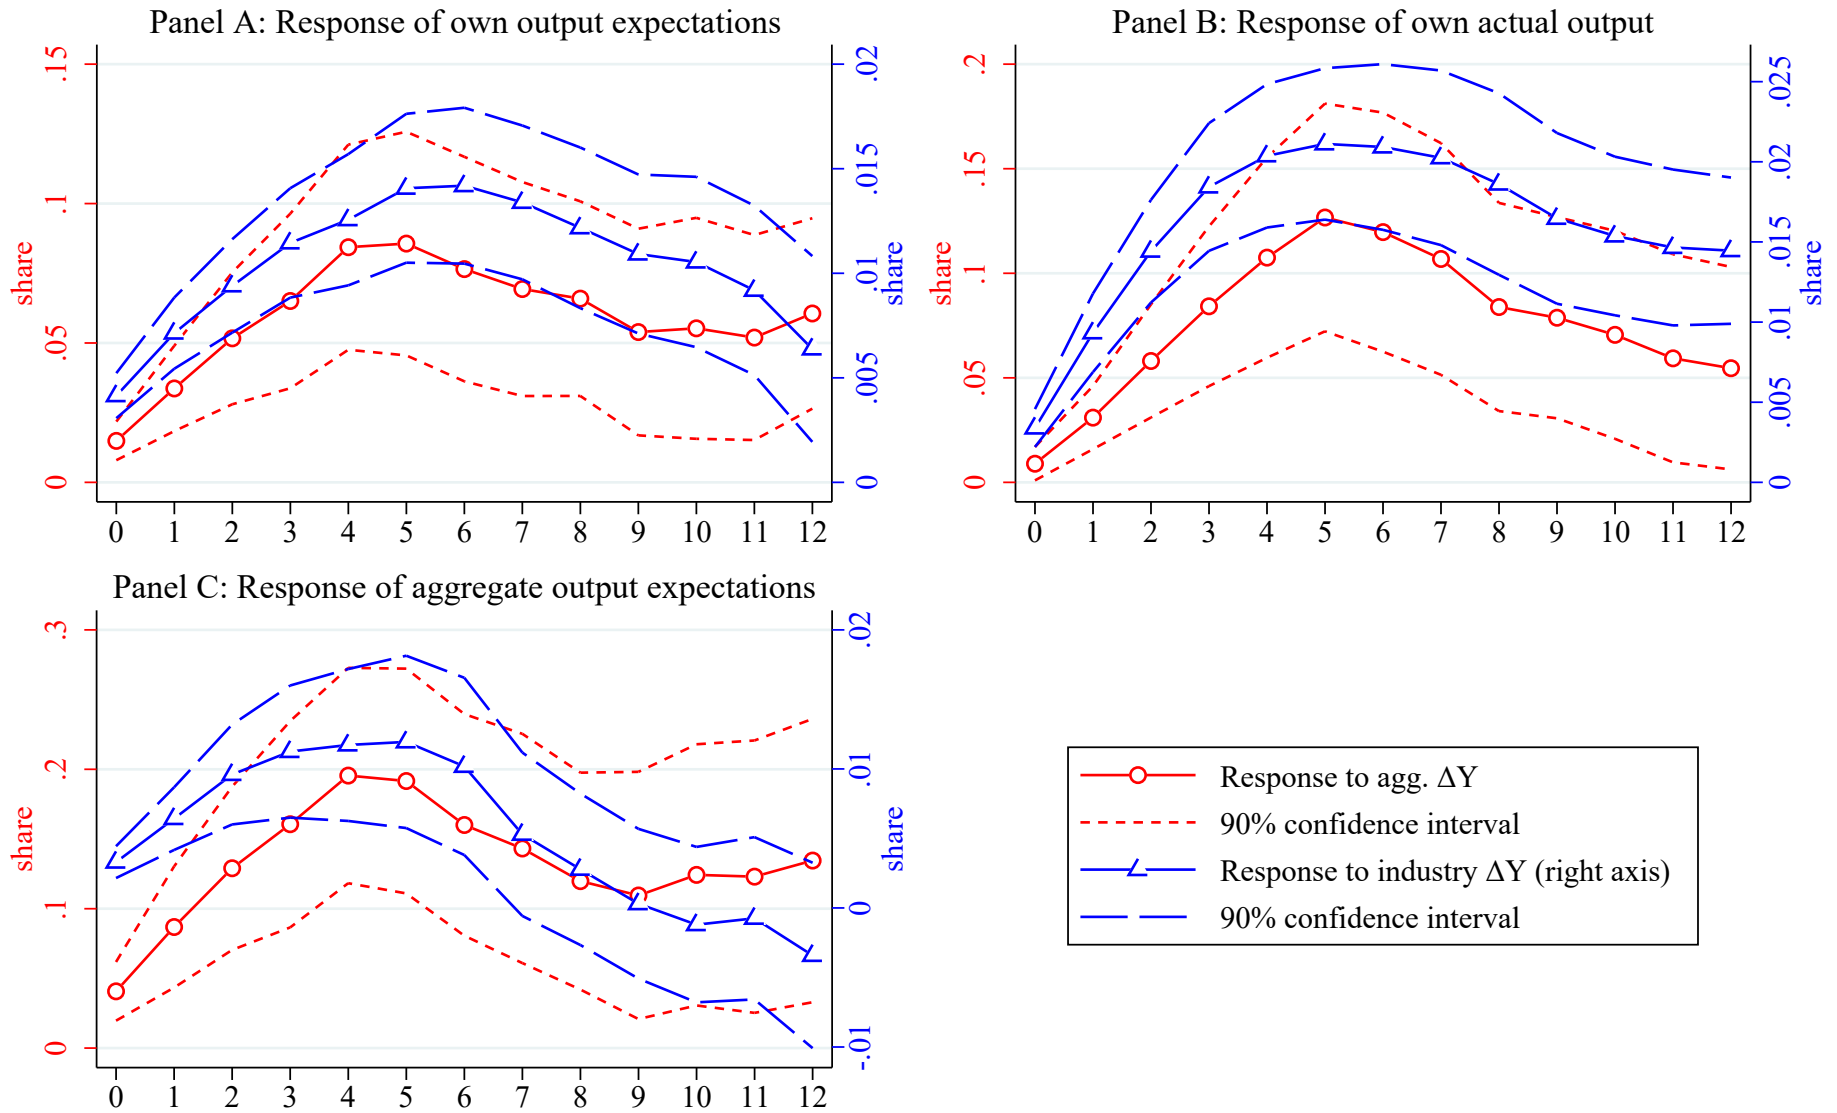 Panel A: Response of own output expectations
.15
.1
.05
0
share
.02
.015
.01
.005
0
share
0 1 2 3 4 5 6 7 8 9 10 11 12
Panel B: Response of own actual output
.2
.15
.1
.05
0
share
.025
.02
.015
.01
.005
0
share
0 1 2 3 4 5 6 7 8 9 10 11 12
Panel C: Response of aggregate output expectations
.3
.2
.1
0
share
.02
.01
0
-.01
share
0 1 2 3 4 5 6 7 8 9 10 11 12
Response to agg. ΔY
90% confidence interval
Response to industry ΔY (right axis)
90% confidence interval